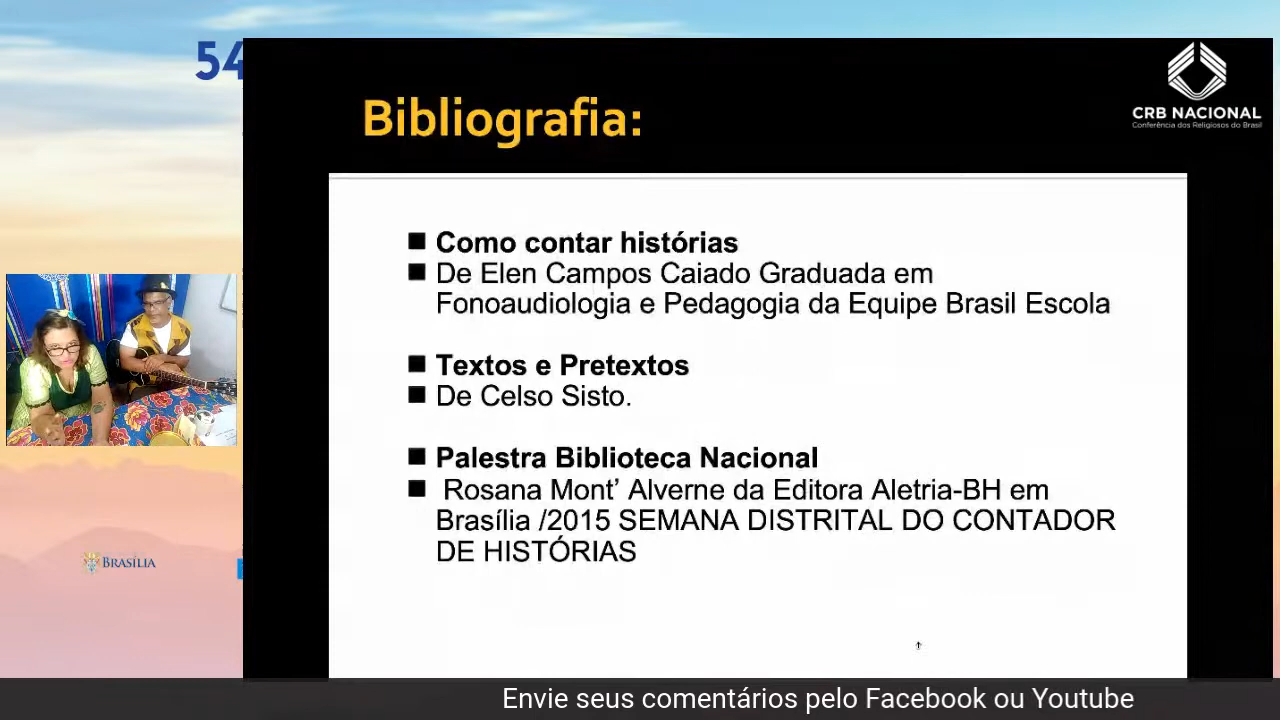 54
CRB NACIONAL
Conferência dos Religiosos do Brasil
Bibliografia:
Como contar histórias
De Elen Campos Caiado Graduada em
Fonoaudiologia e Pedagogia da Equipe Brasil Escola
Textos e Pretextos
De Celso Sisto.
Palestra Biblioteca Nacional
Rosana Mont’ Alverne da Editora Aletria-BH em
Brasília /2015 SEMANA DISTRITAL DO CONTADOR
DE HISTÓRIAS
BRASÍLIA
Envie seus comentários pelo Facebook ou Youtube